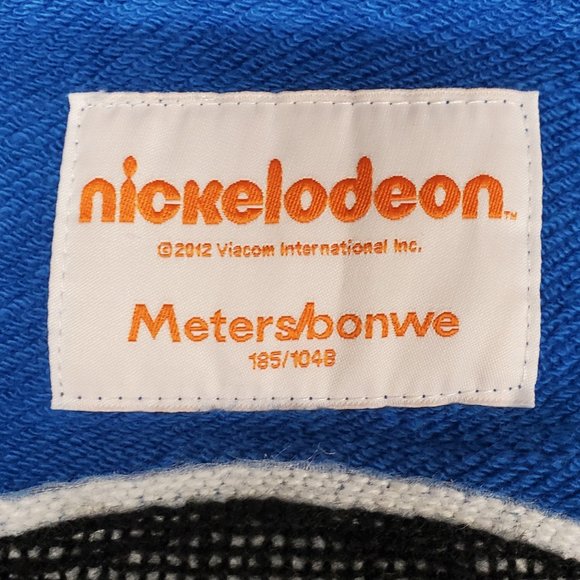 nickelodeon™
©2012 Viacom International Inc.
Meters/bonwe
185/104B